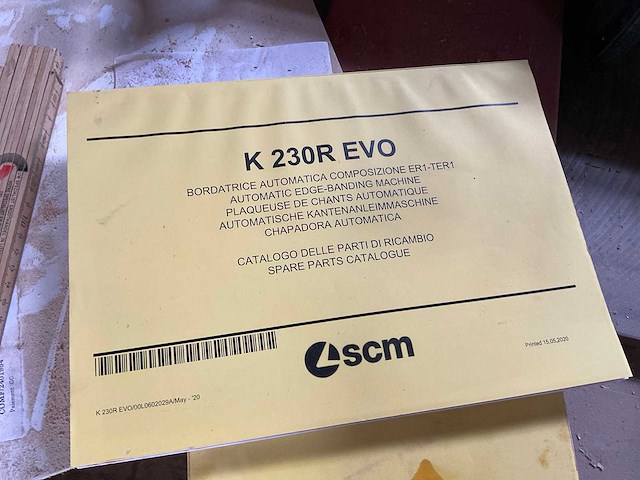 K 230R EVO
BORDATRICE AUTOMATICA COMPOSIZIONE ER1-TER1
AUTOMATIC EDGE-BANDING MACHINE
PLAQUEUSE DE CHANTS AUTOMATIQUE
AUTOMATISCHE KANTENANLEIMMASCHINE
CHAPADORA AUTOMATICA
CATALOGO DELLE PARTI DI RICAMBIO
SPARE PARTS CATALOGUE
scm
Printed 15.05.2020
K 230R EVO/00L0602029A/May - '20